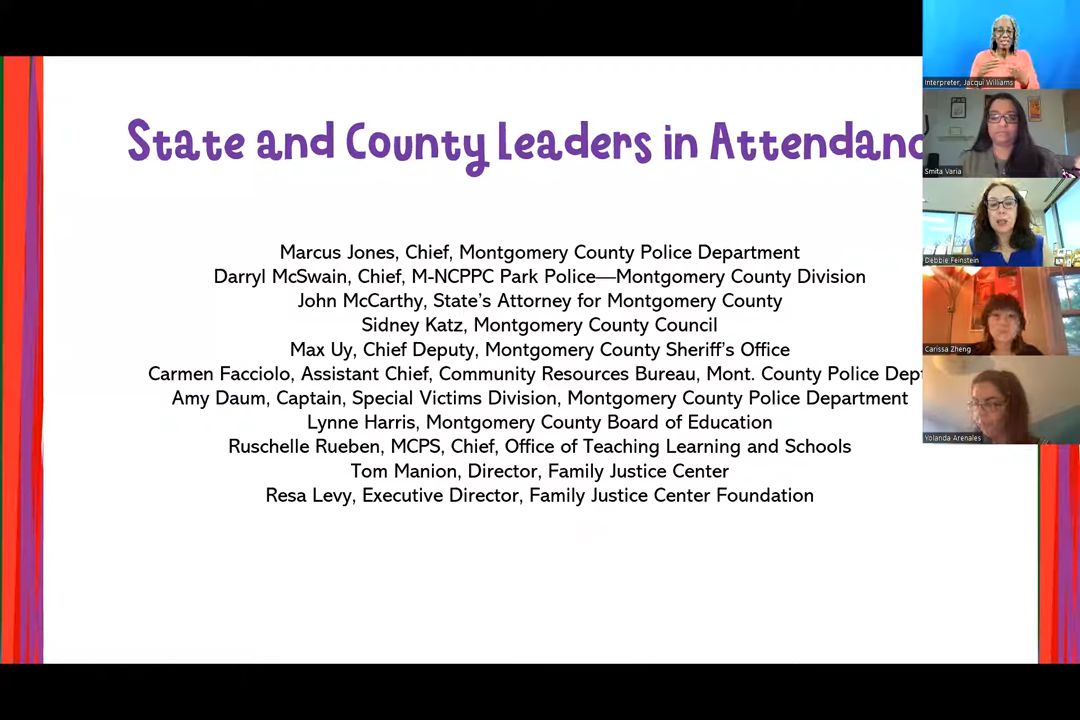 State and County Leaders in Attendanc
Marcus Jones, Chief, Montgomery County Police Department
Darryl McSwain, Chief, M-NCPPC Park Police—Montgomery County Division
John McCarthy, State's Attorney for Montgomery County
Sidney Katz, Montgomery County Council
Max Uy, Chief Deputy, Montgomery County Sheriff's Office
Carmen Facciolo, Assistant Chief, Community Resources Bureau, Mont. County Police Dept
Amy Daum, Captain, Special Victims Division, Montgomery County Police Department
Lynne Harris, Montgomery County Board of Education
Ruschelle Rueben, MCPS, Chief, Office of Teaching Learning and Schools
Tom Manion, Director, Family Justice Center
Resa Levy, Executive Director, Family Justice Center Foundation
Interpreter, Jacqui Williams
Smita Varia
Debbie Feinstein
Carissa Zheng
Yolanda Arenales